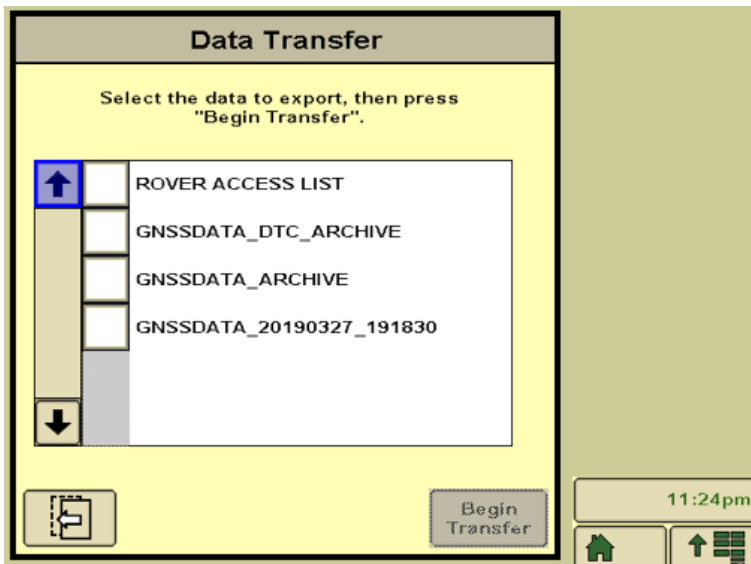 Data Transfer
Select the data to export, then press
"Begin Transfer".
ROVER ACCESS LIST
GNSSDATA_DTC_ARCHIVE
GNSSDATA_ARCHIVE
GNSSDATA_20190327_191830
Begin
Transfer
11:24pm